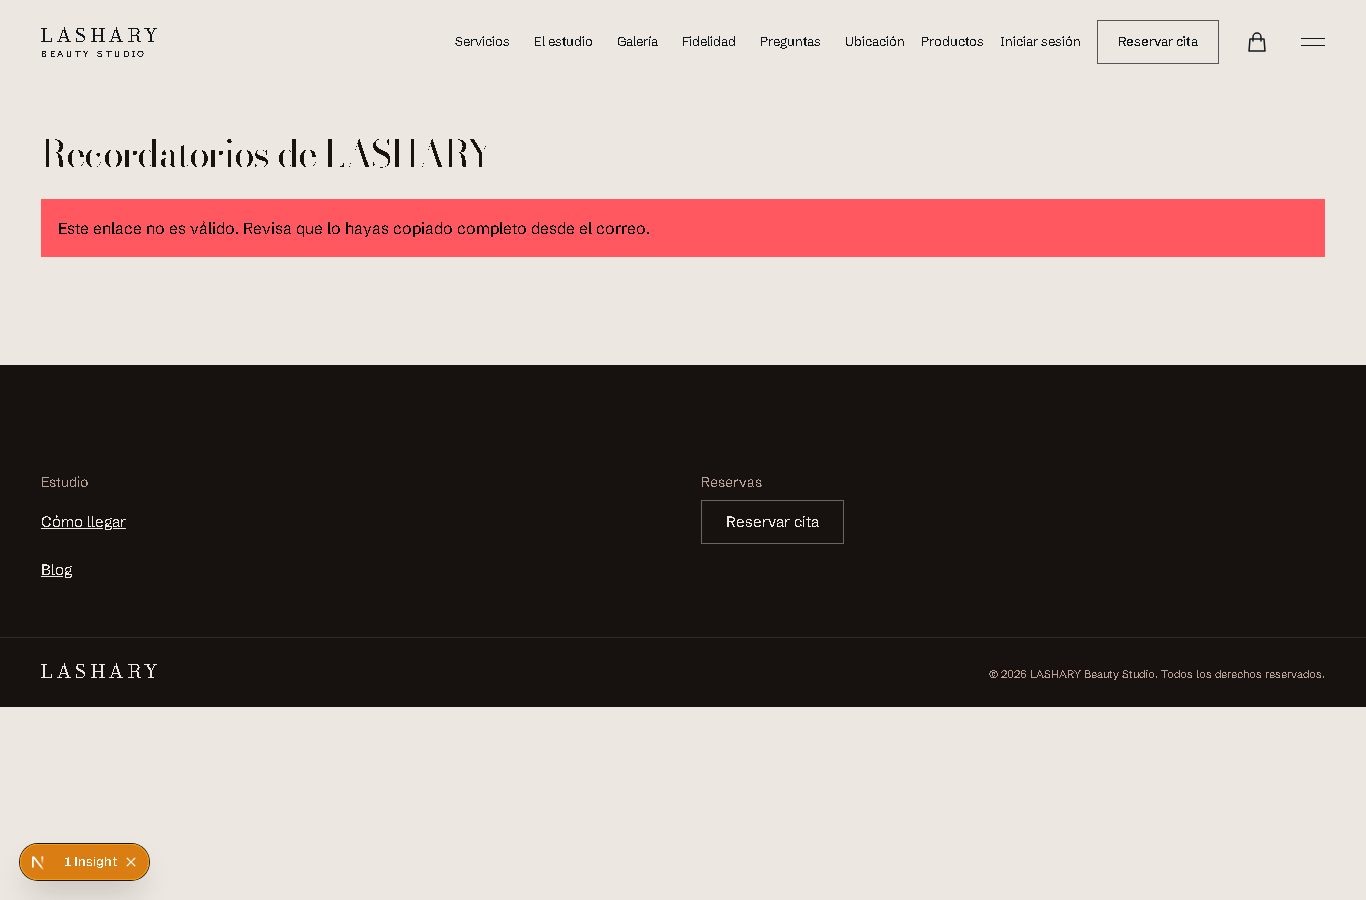 LASHARY
BEAUTY STUDIO
Servicios
El estudio
Galería
Fidelidad
Preguntas
Ubicación
Productos
Iniciar sesión
Reservar cita
Recordatorios de LASHARY
Este enlace no es válido. Revisa que lo hayas copiado completo desde el correo.
Estudio
Cómo llegar
Blog
Reservas
Reservar cita
LASHARY
© 2026 LASHARY Beauty Studio. Todos los derechos reservados.
1 Insight